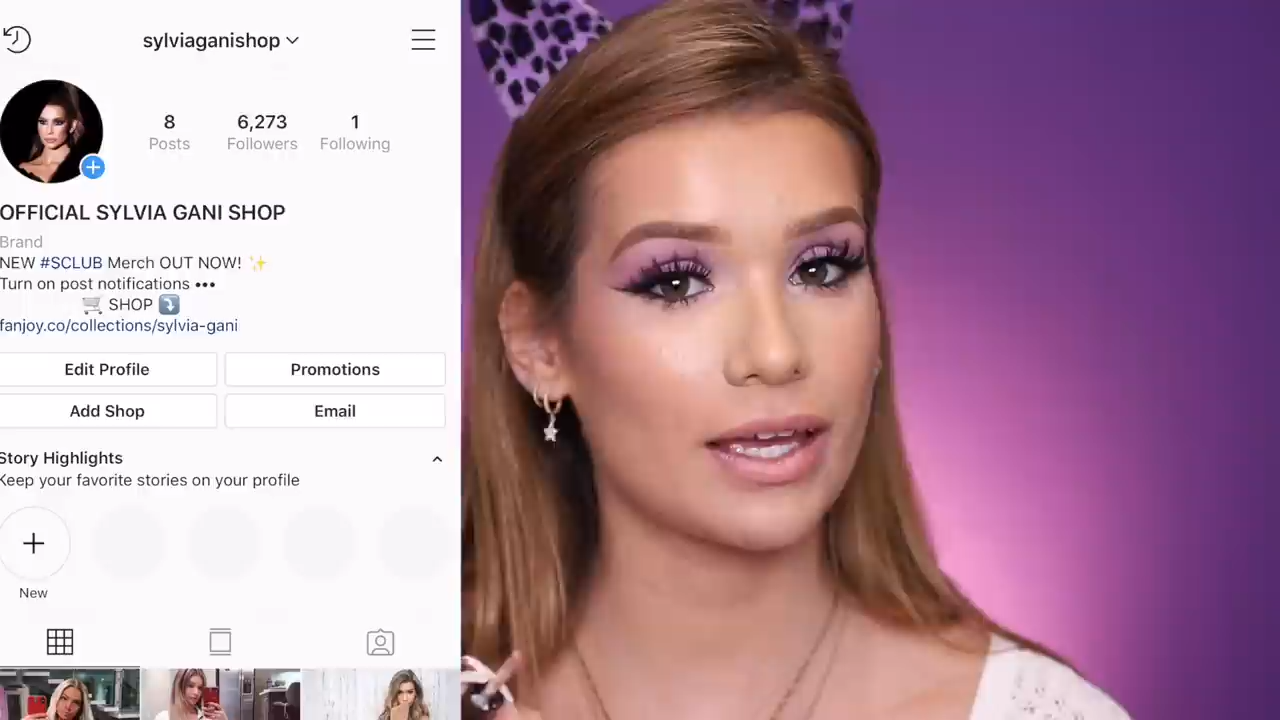 sylviaganishop
8 6,273 1
Posts Followers Following
OFFICIAL SYLVIA GANI SHOP
Brand
NEW #SCLUB Merch OUT NOW! ✨
Turn on post notifications •••
🛒 SHOP ⤵️
fanjoy.co/collections/sylvia-gani
Edit Profile Promotions
Add Shop Email
Story Highlights
Keep your favorite stories on your profile
New